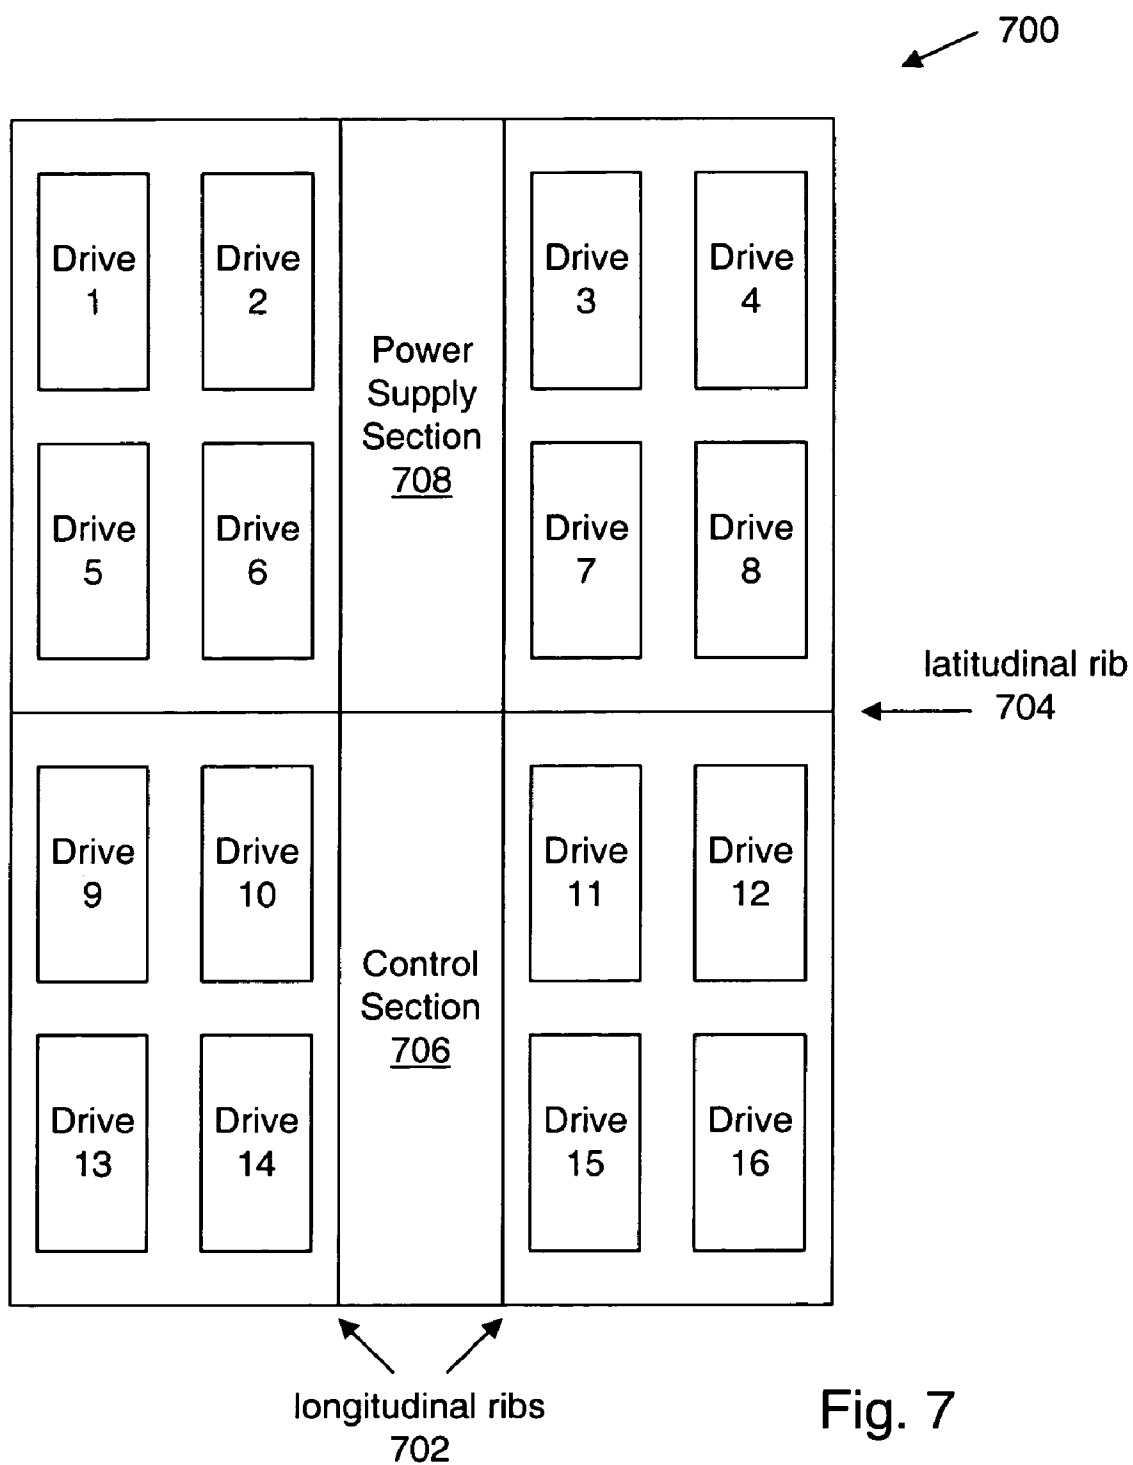 700
Drive
1
Drive
2
Drive
3
Drive
4
Power
Supply
Section
708
Drive
5
Drive
6
Drive
7
Drive
8
latitudinal rib
704
Drive
9
Drive
10
Drive
11
Drive
12
Control
Section
706
Drive
13
Drive
14
Drive
15
Drive
16
longitudinal ribs
702
Fig. 7